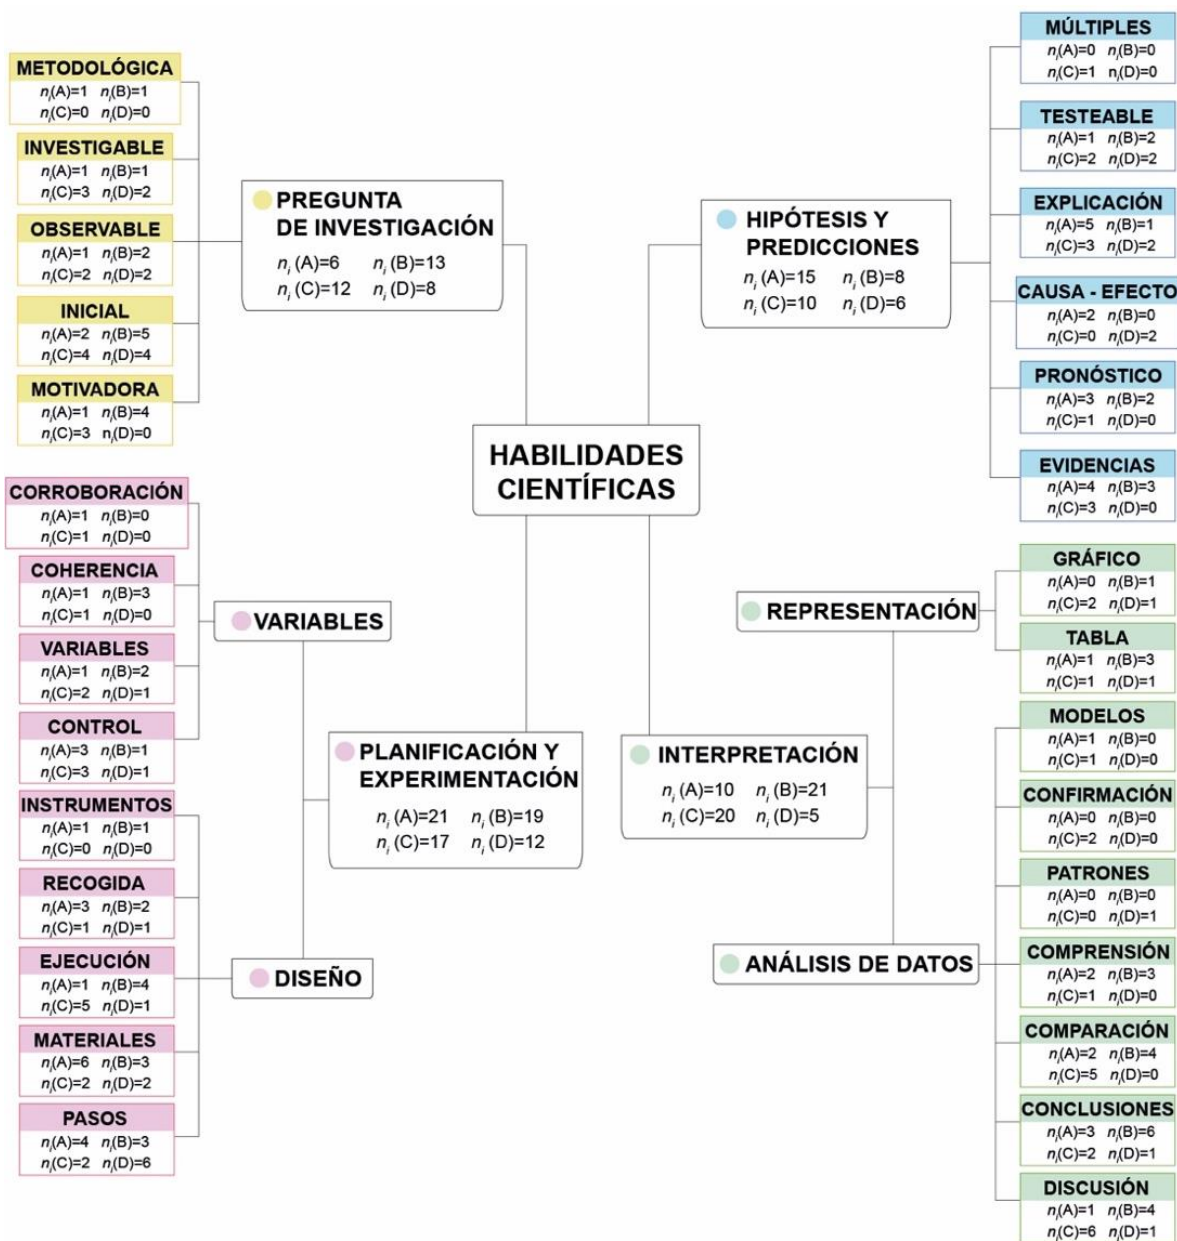 METODOLÓGICA
nᵢ(A)=1 nᵢ(B)=1
nᵢ(C)=0 nᵢ(D)=0
INVESTIGABLE
nᵢ(A)=1 nᵢ(B)=1
nᵢ(C)=3 nᵢ(D)=2
OBSERVABLE
nᵢ(A)=1 nᵢ(B)=2
nᵢ(C)=2 nᵢ(D)=2
INICIAL
nᵢ(A)=2 nᵢ(B)=5
nᵢ(C)=4 nᵢ(D)=4
MOTIVADORA
nᵢ(A)=1 nᵢ(B)=4
nᵢ(C)=3 nᵢ(D)=0
PREGUNTA
DE INVESTIGACIÓN
nᵢ (A)=6 nᵢ (B)=13
nᵢ (C)=12 nᵢ (D)=8
HIPÓTESIS Y
PREDICCIONES
nᵢ (A)=15 nᵢ (B)=8
nᵢ (C)=10 nᵢ (D)=6
MÚLTIPLES
nᵢ(A)=0 nᵢ(B)=0
nᵢ(C)=1 nᵢ(D)=0
TESTEABLE
nᵢ(A)=1 nᵢ(B)=2
nᵢ(C)=2 nᵢ(D)=2
EXPLICACIÓN
nᵢ(A)=5 nᵢ(B)=1
nᵢ(C)=3 nᵢ(D)=2
CAUSA - EFECTO
nᵢ(A)=2 nᵢ(B)=0
nᵢ(C)=0 nᵢ(D)=2
PRONÓSTICO
nᵢ(A)=3 nᵢ(B)=2
nᵢ(C)=1 nᵢ(D)=0
EVIDENCIAS
nᵢ(A)=4 nᵢ(B)=3
nᵢ(C)=3 nᵢ(D)=0
HABILIDADES
CIENTÍFICAS
CORROBORACIÓN
nᵢ(A)=1 nᵢ(B)=0
nᵢ(C)=1 nᵢ(D)=0
COHERENCIA
nᵢ(A)=1 nᵢ(B)=3
nᵢ(C)=1 nᵢ(D)=0
VARIABLES
nᵢ(A)=1 nᵢ(B)=2
nᵢ(C)=2 nᵢ(D)=1
CONTROL
nᵢ(A)=3 nᵢ(B)=1
nᵢ(C)=3 nᵢ(D)=1
VARIABLES
INSTRUMENTOS
nᵢ(A)=1 nᵢ(B)=1
nᵢ(C)=0 nᵢ(D)=0
RECOGIDA
nᵢ(A)=3 nᵢ(B)=2
nᵢ(C)=1 nᵢ(D)=1
EJECUCIÓN
nᵢ(A)=1 nᵢ(B)=4
nᵢ(C)=5 nᵢ(D)=1
MATERIALES
nᵢ(A)=6 nᵢ(B)=3
nᵢ(C)=2 nᵢ(D)=2
PASOS
nᵢ(A)=4 nᵢ(B)=3
nᵢ(C)=2 nᵢ(D)=6
DISEÑO
PLANIFICACIÓN Y
EXPERIMENTACIÓN
nᵢ (A)=21 nᵢ (B)=19
nᵢ (C)=17 nᵢ (D)=12
INTERPRETACIÓN
nᵢ (A)=10 nᵢ (B)=21
nᵢ (C)=20 nᵢ (D)=5
REPRESENTACIÓN
GRÁFICO
nᵢ(A)=0 nᵢ(B)=1
nᵢ(C)=2 nᵢ(D)=1
TABLA
nᵢ(A)=1 nᵢ(B)=3
nᵢ(C)=1 nᵢ(D)=1
ANÁLISIS DE DATOS
MODELOS
nᵢ(A)=1 nᵢ(B)=0
nᵢ(C)=1 nᵢ(D)=0
CONFIRMACIÓN
nᵢ(A)=0 nᵢ(B)=0
nᵢ(C)=2 nᵢ(D)=0
PATRONES
nᵢ(A)=0 nᵢ(B)=0
nᵢ(C)=0 nᵢ(D)=1
COMPRENSIÓN
nᵢ(A)=2 nᵢ(B)=3
nᵢ(C)=1 nᵢ(D)=0
COMPARACIÓN
nᵢ(A)=2 nᵢ(B)=4
nᵢ(C)=5 nᵢ(D)=0
CONCLUSIONES
nᵢ(A)=3 nᵢ(B)=6
nᵢ(C)=2 nᵢ(D)=1
DISCUSIÓN
nᵢ(A)=1 nᵢ(B)=4
nᵢ(C)=6 nᵢ(D)=1